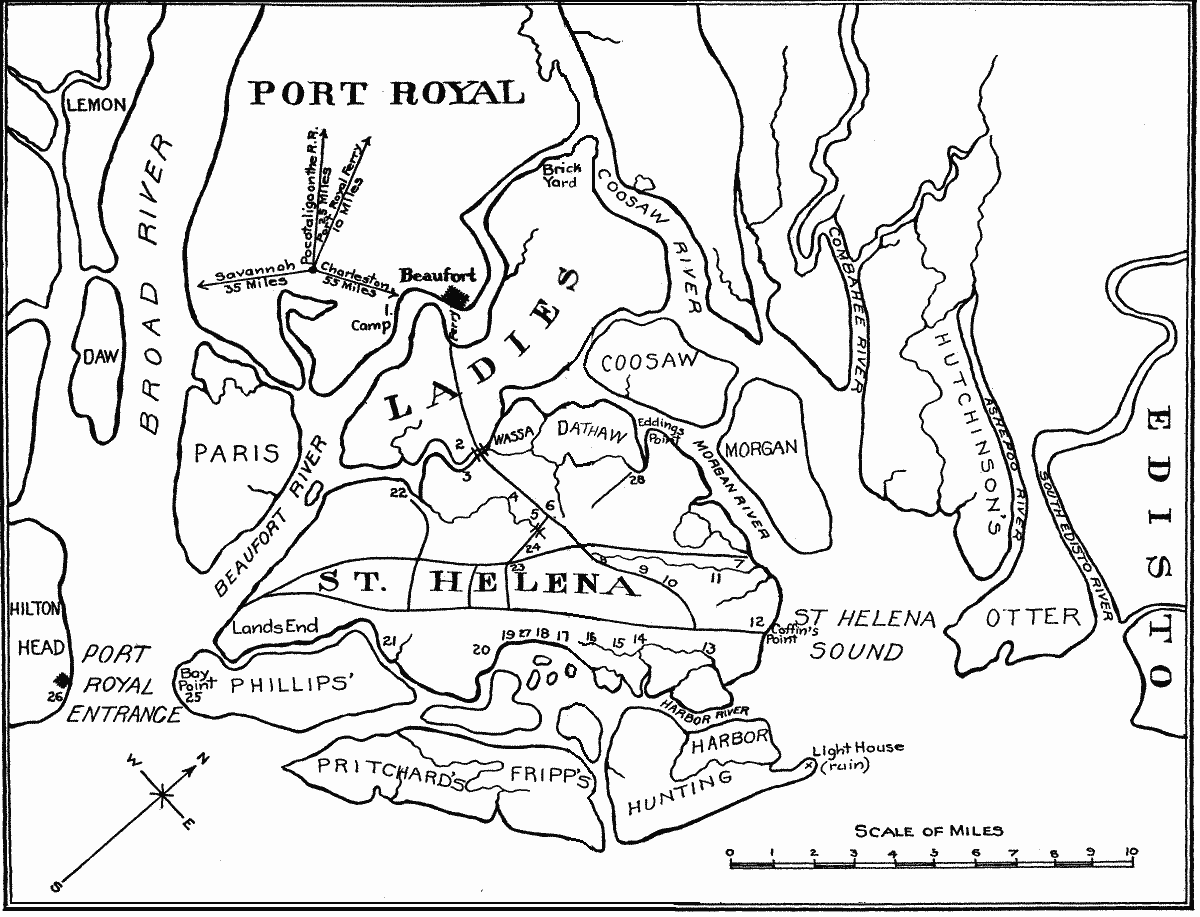 PORT ROYAL
LEMON
BROAD RIVER
Pocotaligo on the R.R.
25 Miles
Port Royal Ferry
10 Miles
Savannah
35 Miles
Charleston
55 Miles
Beaufort
1.
Camp
Ferry
Brick
Yard
COOSAW RIVER
COMBAHEE RIVER
LADIES
DAW
PARIS
COOSAW
HUTCHINSON'S
ASHEPOO RIVER
EDISTO
SOUTH EDISTO RIVER
WASSA
DATHAW
Eddings
Point
MORGAN
MORGAN RIVER
BEAUFORT RIVER
2
3
4
5
6
28
22
24
23
7
8
9
10
11
ST. HELENA
HILTON
HEAD
26
Lands End
PORT
ROYAL
ENTRANCE
Bay
Point
25
PHILLIPS'
21
20
19
27
18
17
16
15
14
13
12
Coffin's
Point
ST HELENA
SOUND
OTTER
HARBOR RIVER
HARBOR
Light House
(ruin)
PRITCHARD'S
FRIPP'S
HUNTING
W
N
E
S
SCALE OF MILES
0 1 2 3 4 5 6 7 8 9 10